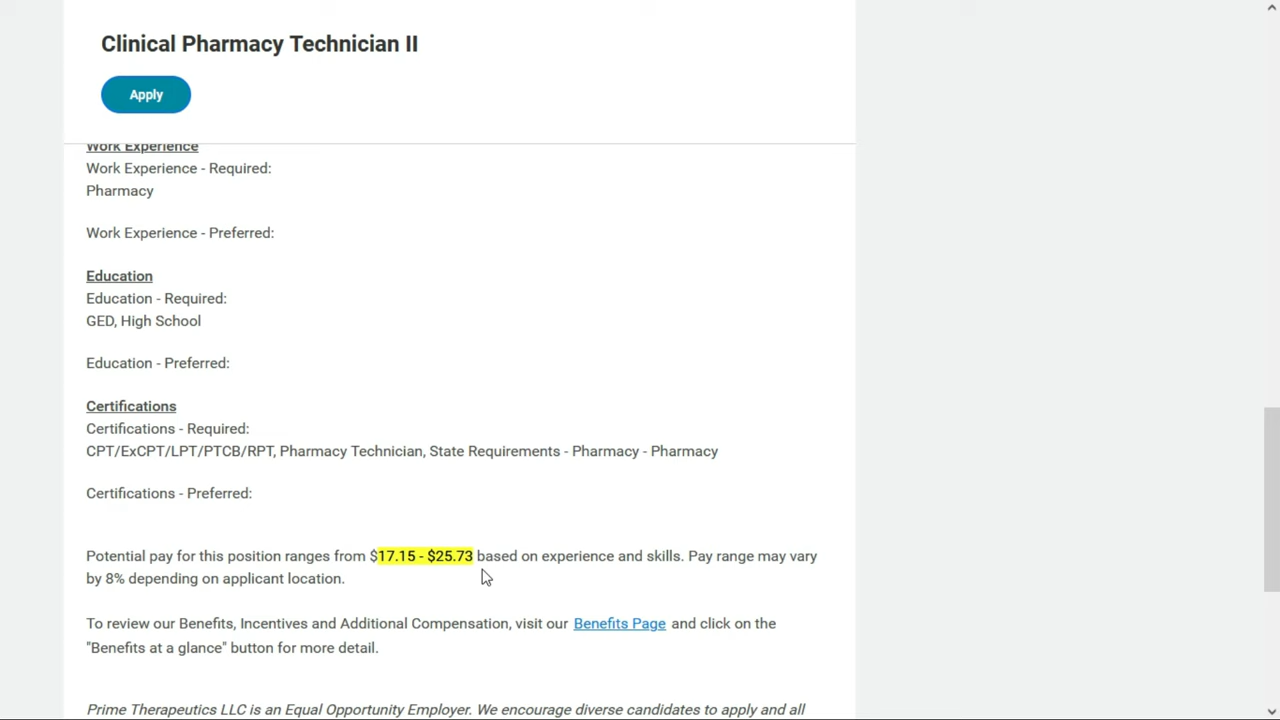 Clinical Pharmacy Technician II
Apply
Work Experience
Work Experience - Required:
Pharmacy
Work Experience - Preferred:
Education
Education - Required:
GED, High School
Education - Preferred:
Certifications
Certifications - Required:
CPT/ExCPT/LPT/PTCB/RPT, Pharmacy Technician, State Requirements - Pharmacy - Pharmacy
Certifications - Preferred:
Potential pay for this position ranges from $17.15 - $25.73 based on experience and skills. Pay range may vary
by 8% depending on applicant location.
To review our Benefits, Incentives and Additional Compensation, visit our Benefits Page and click on the
"Benefits at a glance" button for more detail.
Prime Therapeutics LLC is an Equal Opportunity Employer. We encourage diverse candidates to apply and all